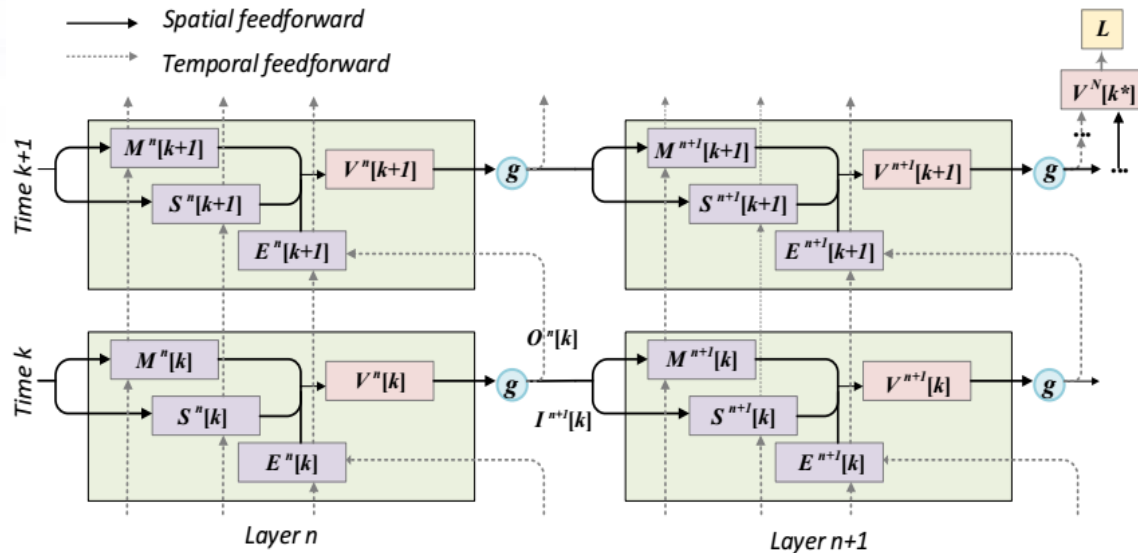 Spatial feedforward
Temporal feedforward
L
V^N[k*]
Time k+1
M^n[k+1]
S^n[k+1]
E^n[k+1]
V^n[k+1]
g
M^{n+1}[k+1]
S^{n+1}[k+1]
E^{n+1}[k+1]
V^{n+1}[k+1]
g
...
...
Time k
M^n[k]
S^n[k]
E^n[k]
V^n[k]
g
O^n[k]
I^{n+1}[k]
M^{n+1}[k]
S^{n+1}[k]
E^{n+1}[k]
V^{n+1}[k]
g
Layer n
Layer n+1